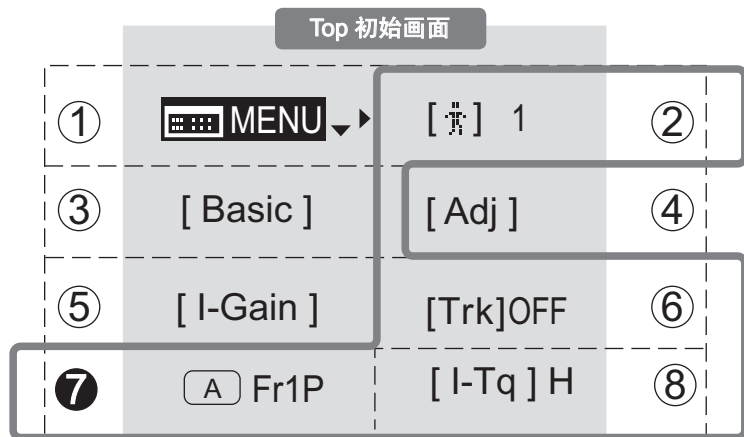 Top 初始画面
① MENU [ ] 1 ②
③ [ Basic ] [ Adj ] ④
⑤ [ I-Gain ] [Trk]OFF ⑥
❼ A Fr1P [ I-Tq ] H ⑧